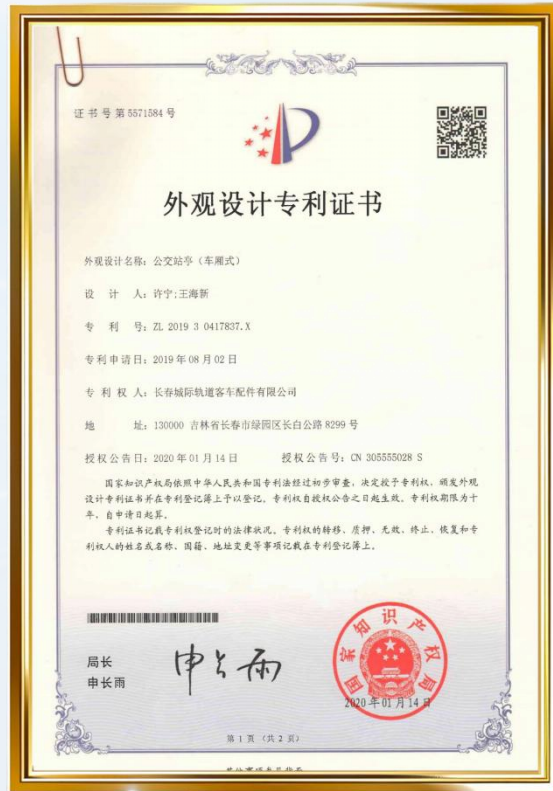 证书号第5571584号
外观设计专利证书
外观设计名称：公交站亭（车厢式）
设 计 人：许宁;王海新
专 利 号：ZL 2019 3 0417837.X
专利申请日：2019年08月02日
专 利 权 人：长春城际轨道客车配件有限公司
地 址：130000 吉林省长春市绿园区长白公路8299号
授权公告日：2020年01月14日 授权公告号：CN 305555028 S
国家知识产权局依照中华人民共和国专利法经过初步审查，决定授予专利权，颁发外观
设计专利证书并在专利登记簿上予以登记。专利权自授权公告之日起生效。专利权期限为十
年，自申请日起算。
专利证书记载专利权登记时的法律状况。专利权的转移、质押、无效、终止、恢复和专
利权人的姓名或名称、国籍、地址变更等事项记载在专利登记簿上。
局长
申长雨
申长雨
国家知识产权局
2020年01月14日
第 1 页 （共 2 页）